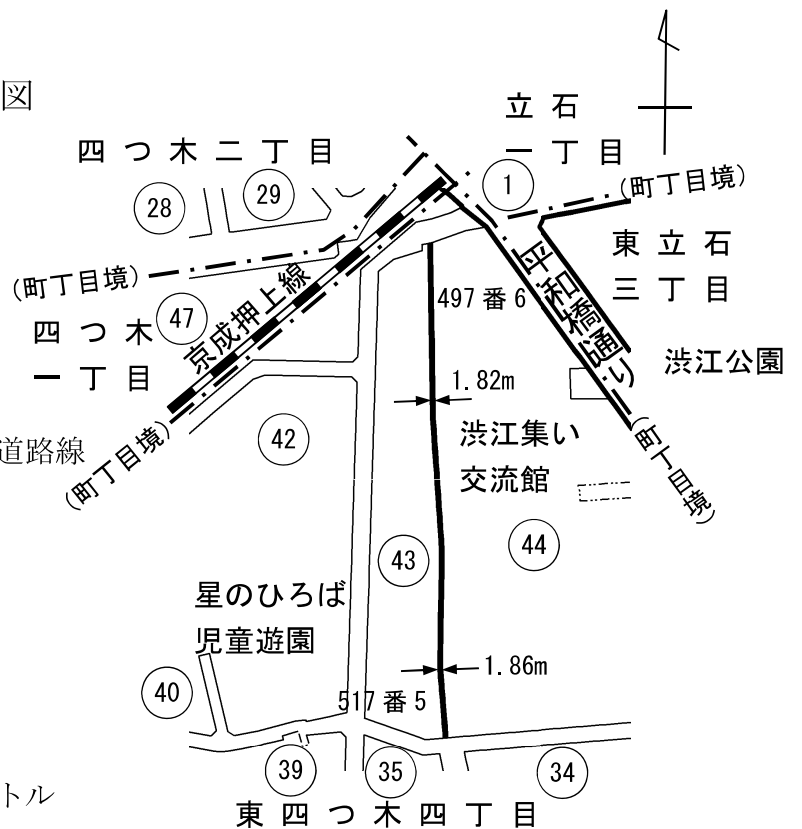 図
立石
一丁目
四つ木二丁目
28
29
1
(町丁目境)
東立石
三丁目
(町丁目境)
平和橋通り
497番6
京成押上線
47
四つ木
一丁目
渋江公園
1.82m
道路線
(町丁目境)
42
渋江集い
交流館
(町丁目境)
43
44
星のひろば
児童遊園
1.86m
40
517番5
39
35
34
トル
東四つ木四丁目